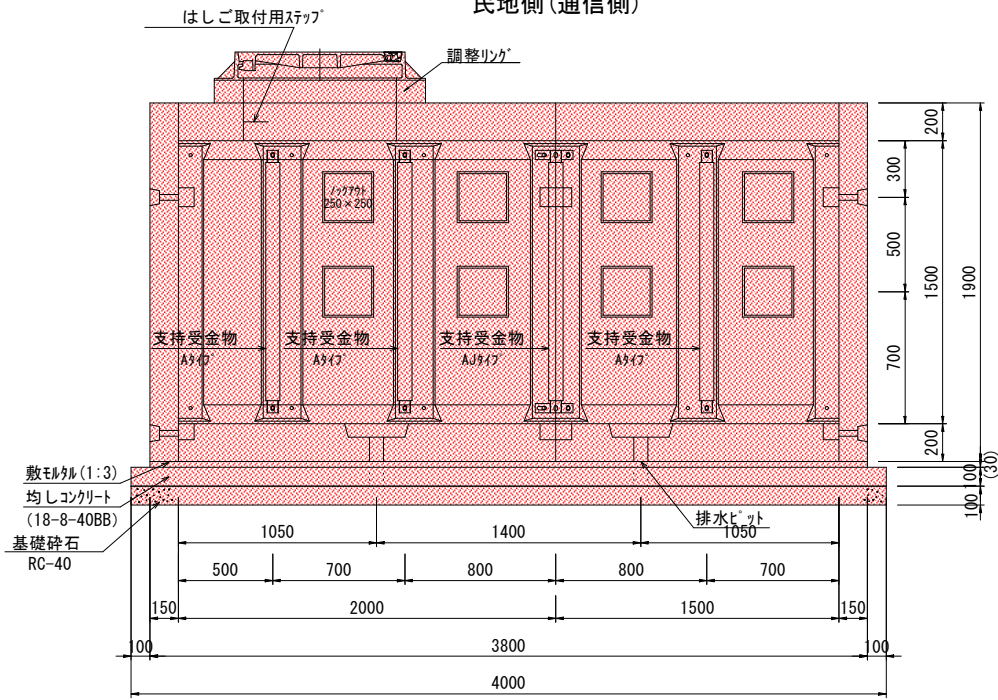 民地側(通信側)
はしご取付用ｽﾃｯﾌﾟ
調整ﾘﾝｸﾞ
ﾉｯｸｱｳﾄ
250×250
支持受金物
Aﾀｲﾌﾟ
支持受金物
Aﾀｲﾌﾟ
支持受金物
AJﾀｲﾌﾟ
支持受金物
Aﾀｲﾌﾟ
200
300
500
1500
1900
700
200
(30)
100
100
敷ﾓﾙﾀﾙ(1:3)
均しｺﾝｸﾘｰﾄ
(18-8-40BB)
基礎砕石
RC-40
排水ﾋﾟｯﾄ
1050
1400
1050
500
700
800
800
700
150
2000
1500
150
100
3800
100
4000